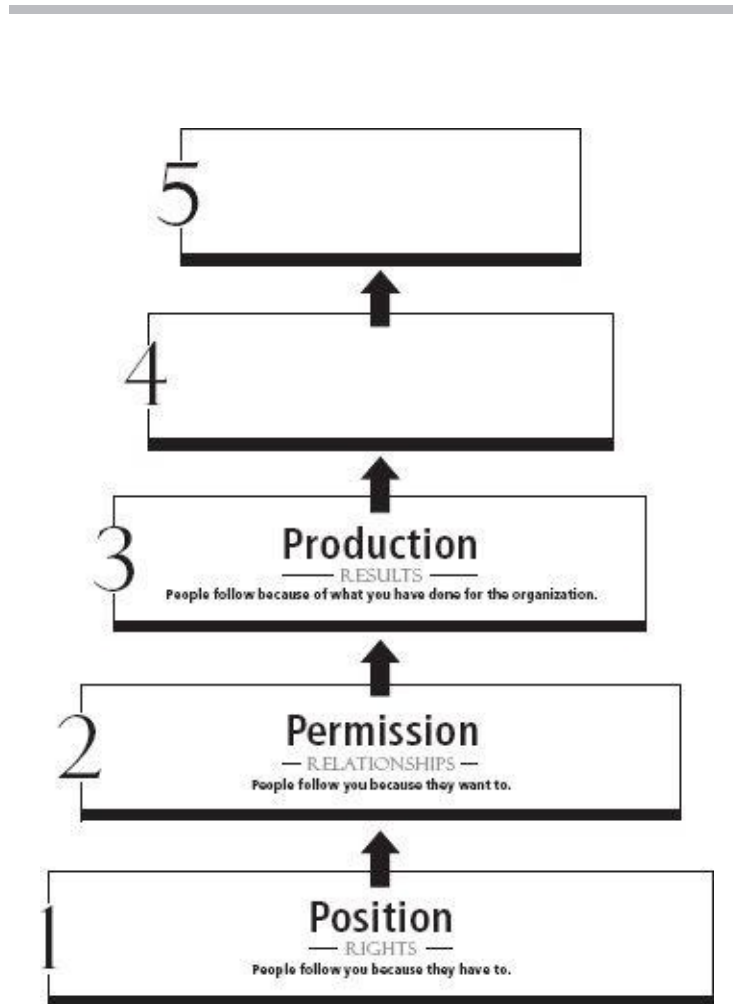 5
4
3
Production
RESULTS
People follow because of what you have done for the organization.
2
Permission
RELATIONSHIPS
People follow you because they want to.
1
Position
RIGHTS
People follow you because they have to.